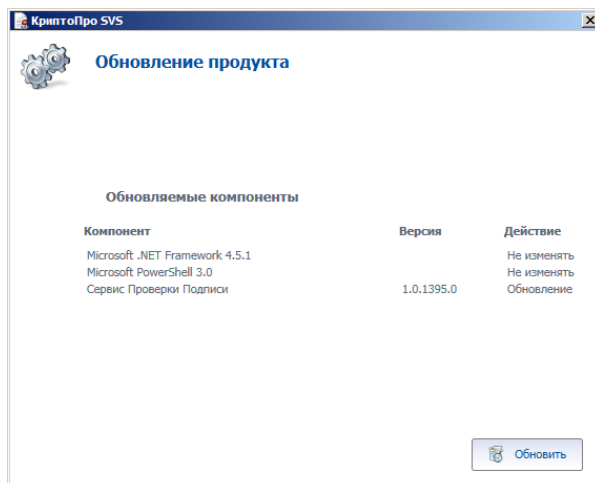 КриптоПро SVS
Обновление продукта
Обновляемые компоненты
Компонент Версия Действие
Microsoft .NET Framework 4.5.1 Не изменять
Microsoft PowerShell 3.0 Не изменять
Сервис Проверки Подписи 1.0.1395.0 Обновление
Обновить